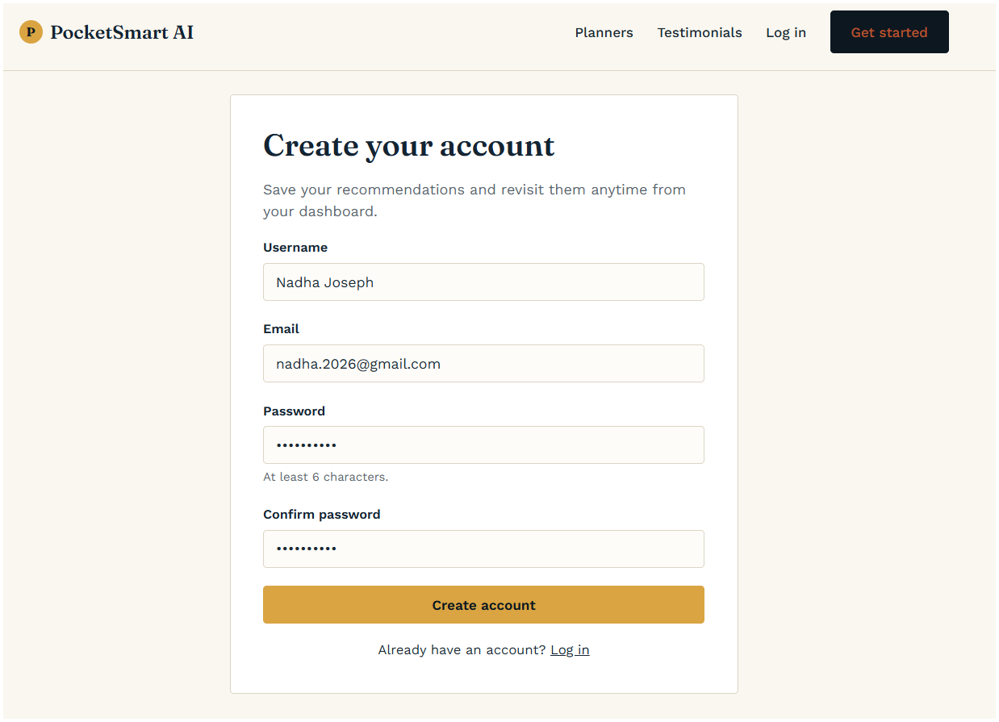 P PocketSmart AI Planners Testimonials Log in Get started
Create your account
Save your recommendations and revisit them anytime from
your dashboard.
Username
Nadha Joseph
Email
nadha.2026@gmail.com
Password
••••••••••
At least 6 characters.
Confirm password
••••••••••
Create account
Already have an account? Log in